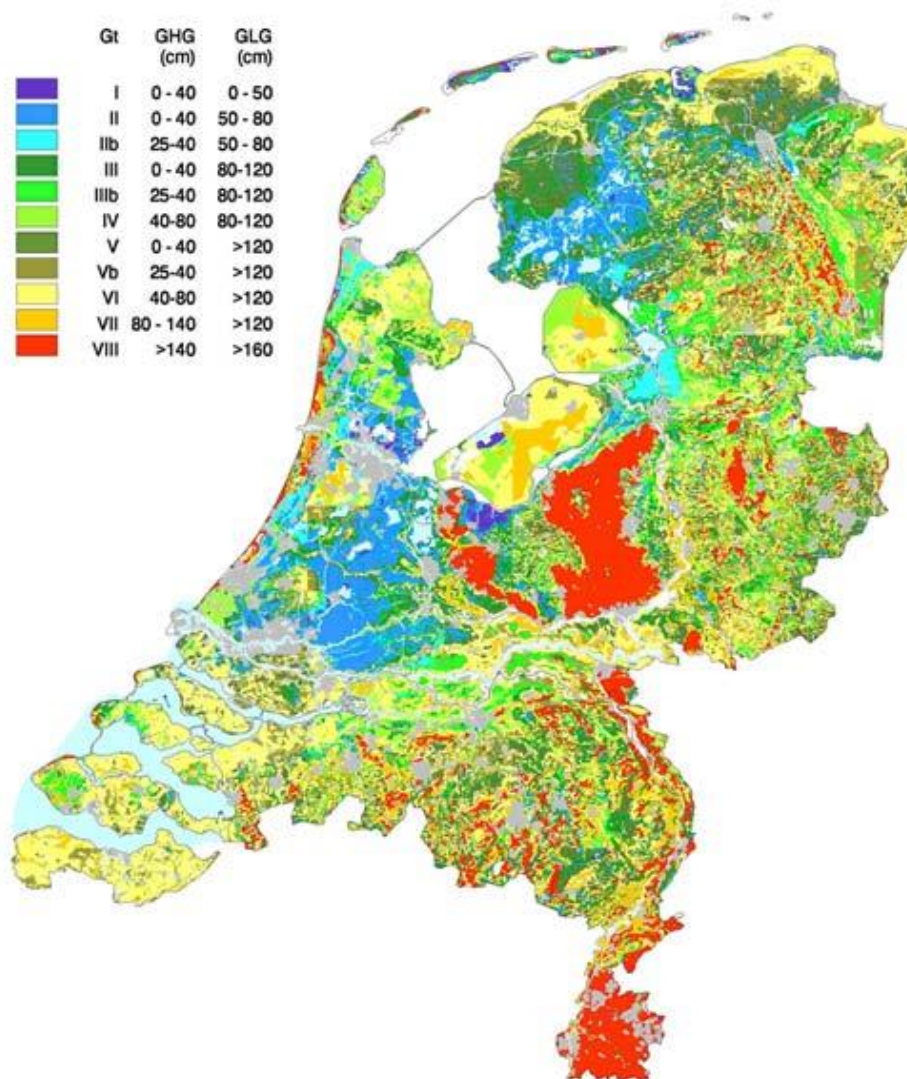 Gt GHG GLG
(cm) (cm)
I 0 - 40 0 - 50
II 0 - 40 50 - 80
IIb 25-40 50 - 80
III 0 - 40 80-120
IIIb 25-40 80-120
IV 40-80 80-120
V 0 - 40 >120
Vb 25-40 >120
VI 40-80 >120
VII 80 - 140 >120
VIII >140 >160